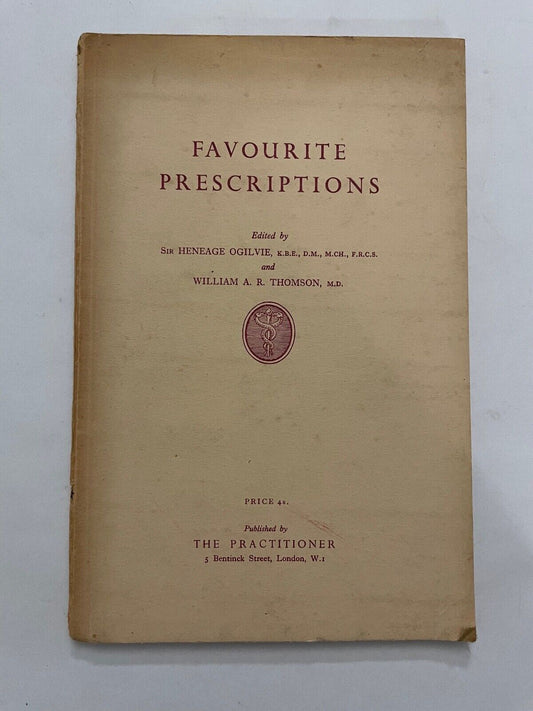 FAVOURITE
PRESCRIPTIONS
Edited by
SIR HENEAGE OGILVIE, K.B.E., D.M., M.CH., F.R.C.S.
and
WILLIAM A. R. THOMSON, M.D.
PRICE 4s.
Published by
THE PRACTITIONER
5 Bentinck Street, London, W.1